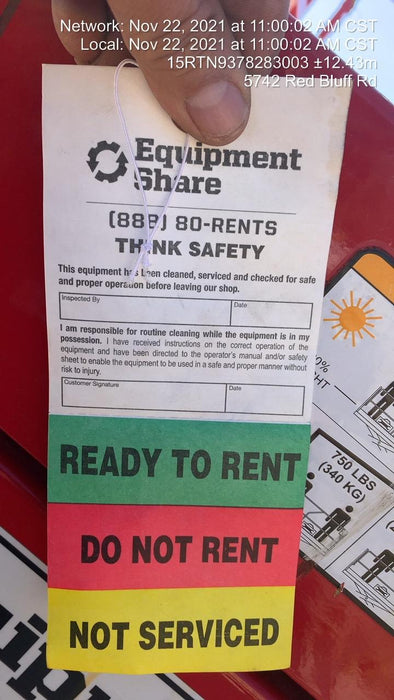 Network: Nov 22, 2021 at 11:00:02 AM CST
Local: Nov 22, 2021 at 11:00:02 AM CST
15RTN9378283003 ±12.43m
5742 Red Bluff Rd
Equipment
Share
(888) 80-RENTS
THINK SAFETY
This equipment has been cleaned, serviced and checked for safe
and proper operation before leaving our shop.
Inspected By
Date
I am responsible for routine cleaning while the equipment is in my
possession. I have received instructions on the correct operation of the
equipment and have been directed to the operator's manual and/or safety
sheet to enable the equipment to be used in a safe and proper manner without
risk to injury.
Customer Signature
Date
READY TO RENT
DO NOT RENT
NOT SERVICED
750 LBS
(340 KG)